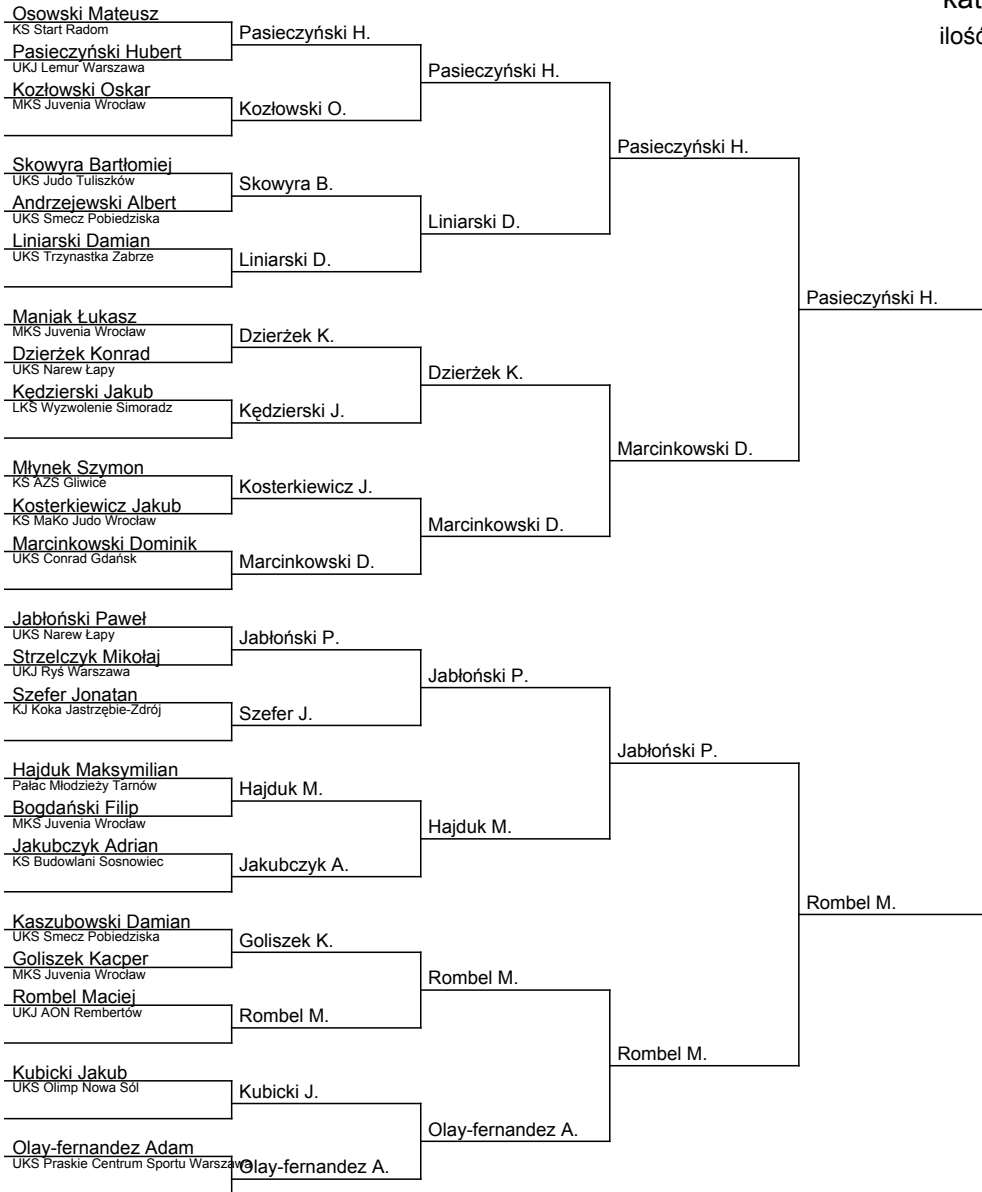 Osowski Mateusz
KS Start Radom
Pasieczyński Hubert
UKJ Lemur Warszawa
Kozłowski Oskar
MKS Juvenia Wrocław
Skowyra Bartłomiej
UKS Judo Tuliszków
Andrzejewski Albert
UKS Smecz Pobiedziska
Liniarski Damian
UKS Trzynastka Zabrze
Maniak Łukasz
MKS Juvenia Wrocław
Dzierżek Konrad
UKS Narew Łapy
Kędzierski Jakub
LKS Wyzwolenie Simoradz
Młynek Szymon
KS AZS Gliwice
Kosterkiewicz Jakub
KS MaKo Judo Wrocław
Marcinkowski Dominik
UKS Conrad Gdańsk
Jabłoński Paweł
UKS Narew Łapy
Strzelczyk Mikołaj
UKJ Ryś Warszawa
Szefer Jonatan
KJ Koka Jastrzębie-Zdrój
Hajduk Maksymilian
Pałac Młodzieży Tarnów
Bogdański Filip
MKS Juvenia Wrocław
Jakubczyk Adrian
KS Budowlani Sosnowiec
Kaszubowski Damian
UKS Smecz Pobiedziska
Goliszek Kacper
MKS Juvenia Wrocław
Rombel Maciej
UKJ AON Rembertów
Kubicki Jakub
UKS Olimp Nowa Sól
Olay-fernandez Adam
UKS Praskie Centrum Sportu Warszawa
Pasieczyński H.
Kozłowski O.
Skowyra B.
Liniarski D.
Dzierżek K.
Kędzierski J.
Kosterkiewicz J.
Marcinkowski D.
Jabłoński P.
Szefer J.
Hajduk M.
Jakubczyk A.
Goliszek K.
Rombel M.
Kubicki J.
Olay-fernandez A.
Pasieczyński H.
Liniarski D.
Dzierżek K.
Marcinkowski D.
Jabłoński P.
Hajduk M.
Rombel M.
Olay-fernandez A.
Pasieczyński H.
Marcinkowski D.
Jabłoński P.
Rombel M.
Pasieczyński H.
Rombel M.
kat
ilość